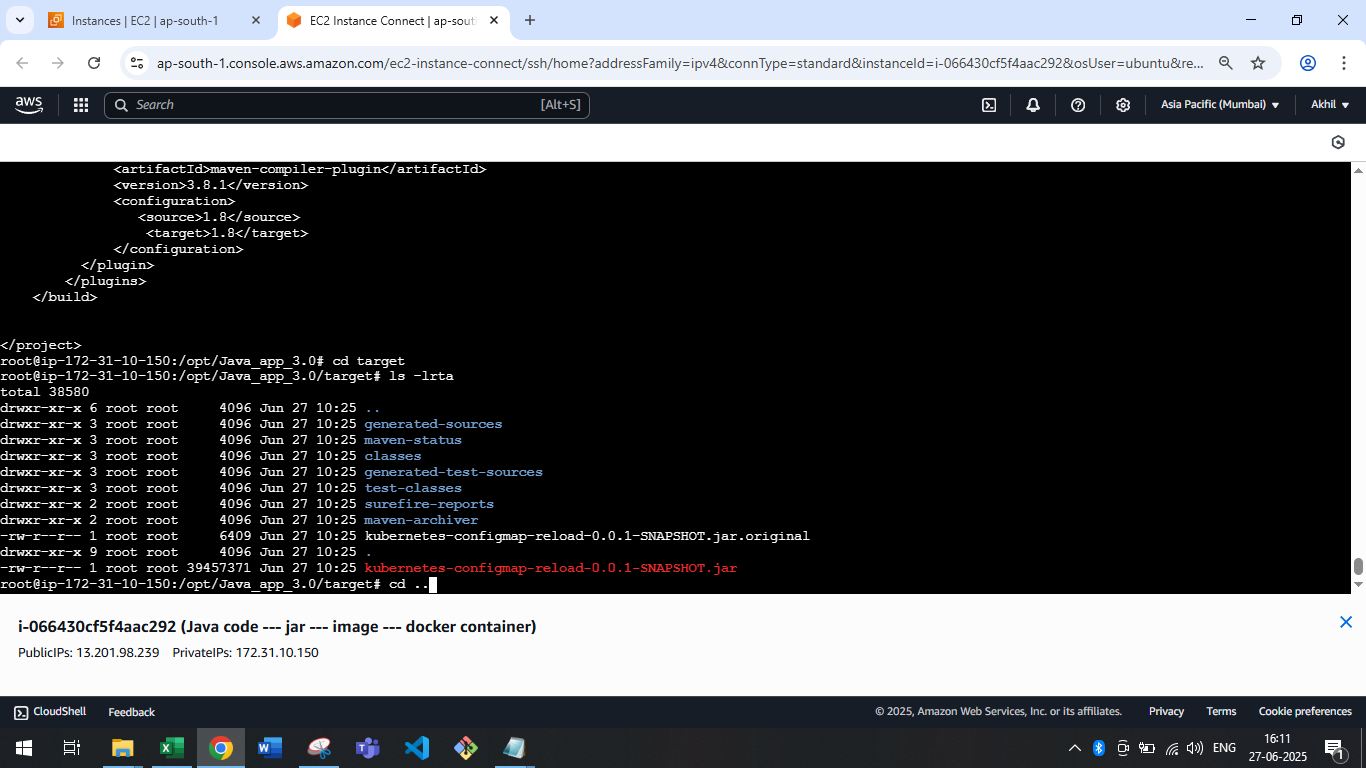 Instances | EC2 | ap-south-1
EC2 Instance Connect | ap-sout
ap-south-1.console.aws.amazon.com/ec2-instance-connect/ssh/home?addressFamily=ipv4&connType=standard&instanceId=i-066430cf5f4aac292&osUser=ubuntu&re...
aws
Search
[Alt+S]
Asia Pacific (Mumbai)
Akhil
            <artifactId>maven-compiler-plugin</artifactId>
            <version>3.8.1</version>
            <configuration>
               <source>1.8</source>
                <target>1.8</target>
            </configuration>
        </plugin>
      </plugins>
  </build>
</project>
root@ip-172-31-10-150:/opt/Java_app_3.0# cd target
root@ip-172-31-10-150:/opt/Java_app_3.0/target# ls -lrta
total 38580
drwxr-xr-x 6 root root     4096 Jun 27 10:25 ..
drwxr-xr-x 3 root root     4096 Jun 27 10:25 generated-sources
drwxr-xr-x 3 root root     4096 Jun 27 10:25 maven-status
drwxr-xr-x 3 root root     4096 Jun 27 10:25 classes
drwxr-xr-x 3 root root     4096 Jun 27 10:25 generated-test-sources
drwxr-xr-x 3 root root     4096 Jun 27 10:25 test-classes
drwxr-xr-x 2 root root     4096 Jun 27 10:25 surefire-reports
drwxr-xr-x 2 root root     4096 Jun 27 10:25 maven-archiver
-rw-r--r-- 1 root root     6409 Jun 27 10:25 kubernetes-configmap-reload-0.0.1-SNAPSHOT.jar.original
drwxr-xr-x 9 root root     4096 Jun 27 10:25 .
-rw-r--r-- 1 root root 39457371 Jun 27 10:25 kubernetes-configmap-reload-0.0.1-SNAPSHOT.jar
root@ip-172-31-10-150:/opt/Java_app_3.0/target# cd ..
i-066430cf5f4aac292 (Java code --- jar --- image --- docker container)
PublicIPs: 13.201.98.239    PrivateIPs: 172.31.10.150
CloudShell
Feedback
© 2025, Amazon Web Services, Inc. or its affiliates.
Privacy
Terms
Cookie preferences
ENG
16:11
27-06-2025
1